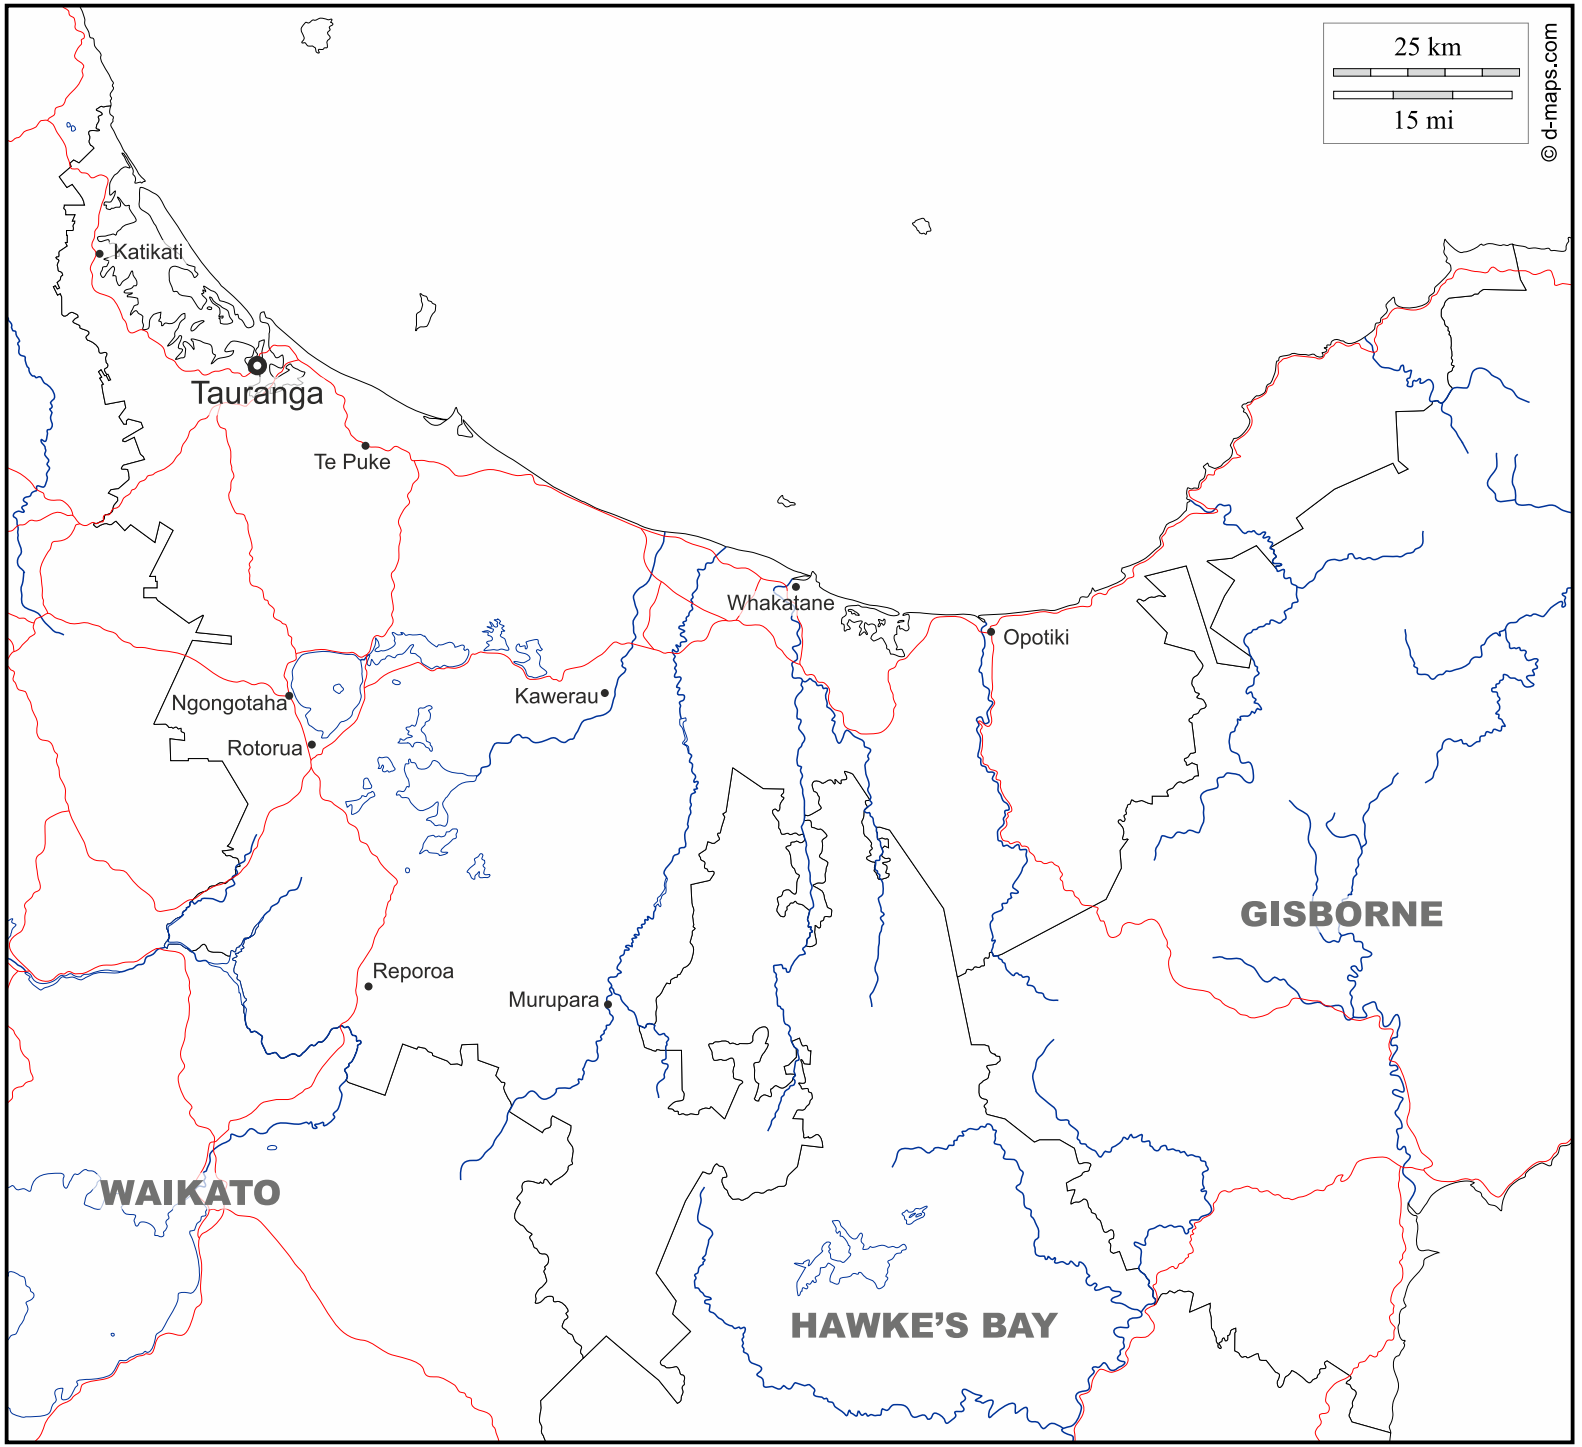 25 km
15 mi
© d-maps.com
Katikati
Tauranga
Te Puke
Whakatane
Opotiki
Ngongotaha
Kawerau
Rotorua
GISBORNE
Reporoa
Murupara
WAIKATO
HAWKE’S BAY